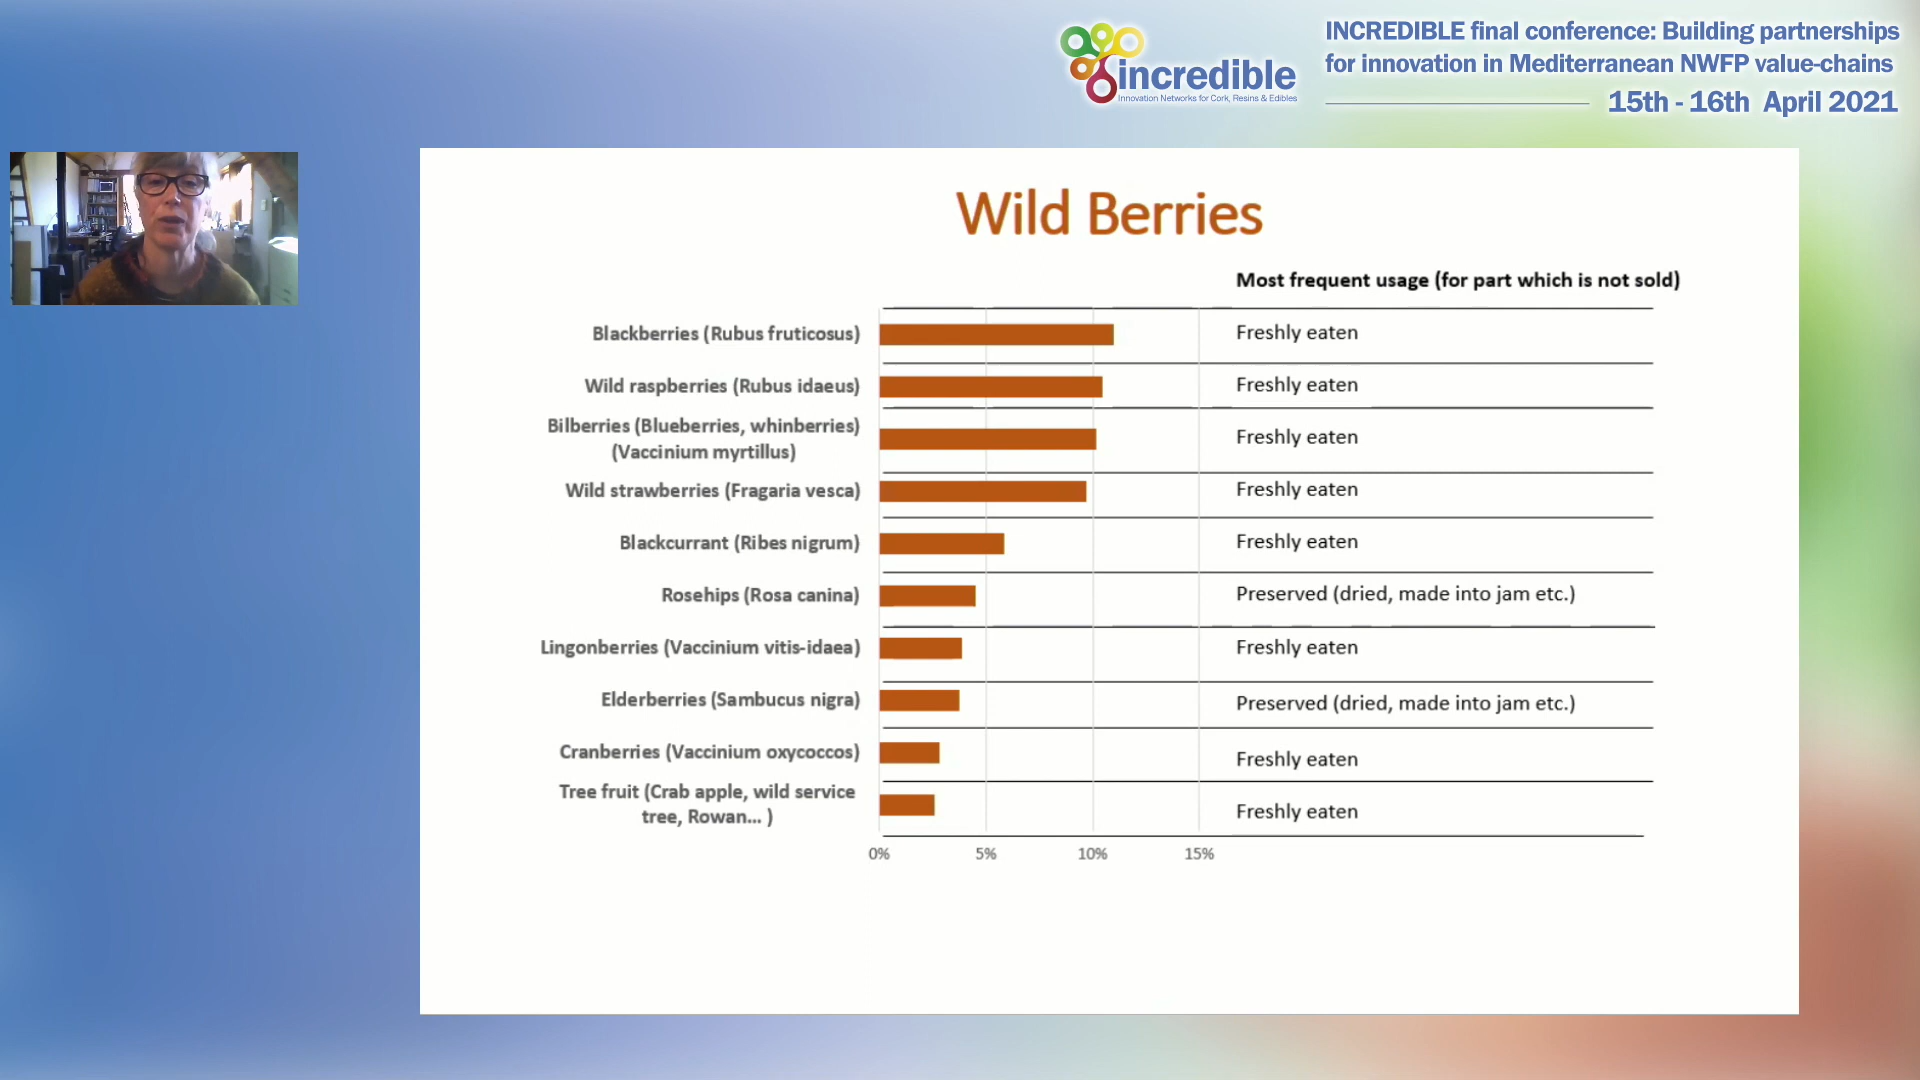 incredible
Innovation Networks for Cork, Resins & Edibles
INCREDIBLE final conference: Building partnerships
for innovation in Mediterranean NWFP value-chains
15th - 16th April 2021
Wild Berries
Most frequent usage (for part which is not sold)
Blackberries (Rubus fruticosus)
Freshly eaten
Wild raspberries (Rubus idaeus)
Freshly eaten
Bilberries (Blueberries, whinberries)
(Vaccinium myrtillus)
Freshly eaten
Wild strawberries (Fragaria vesca)
Freshly eaten
Blackcurrant (Ribes nigrum)
Freshly eaten
Rosehips (Rosa canina)
Preserved (dried, made into jam etc.)
Lingonberries (Vaccinium vitis-idaea)
Freshly eaten
Elderberries (Sambucus nigra)
Preserved (dried, made into jam etc.)
Cranberries (Vaccinium oxycoccos)
Freshly eaten
Tree fruit (Crab apple, wild service
tree, Rowan... )
Freshly eaten
0% 5% 10% 15%